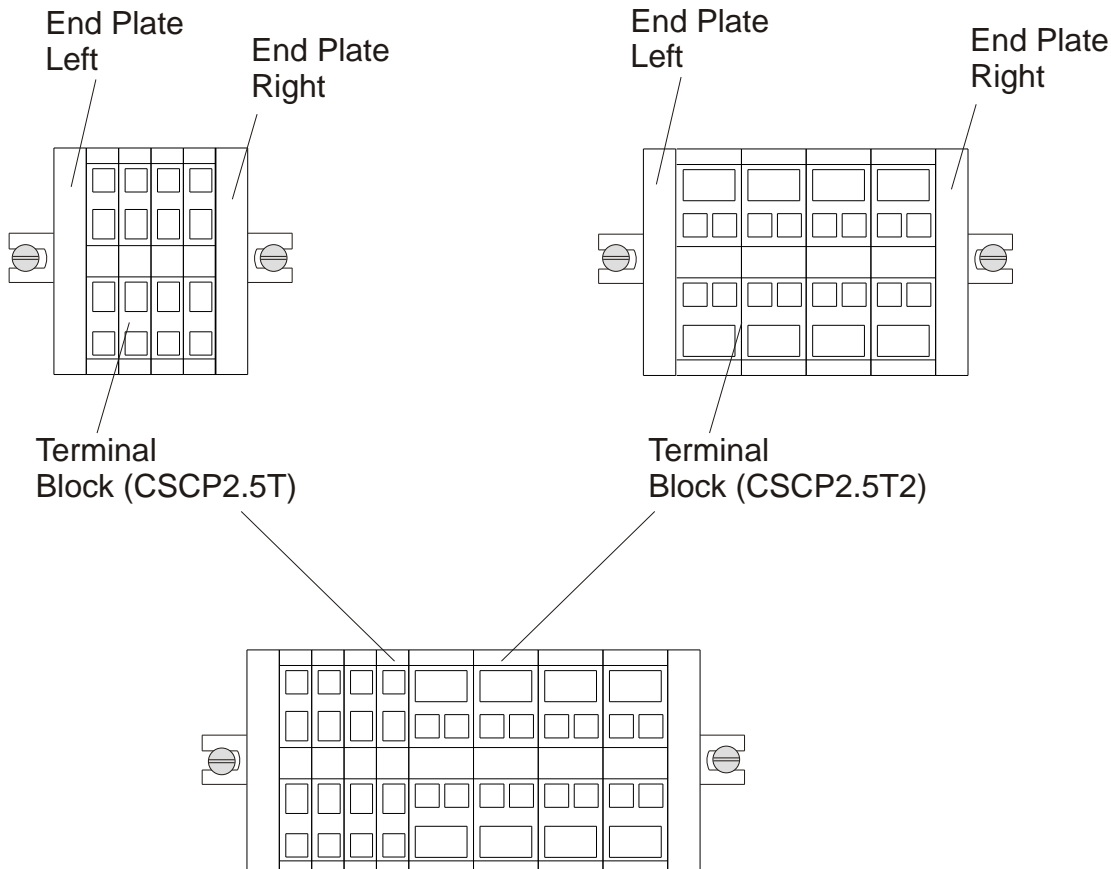 End Plate
Left
End Plate
Right
End Plate
Left
End Plate
Right
Terminal
Block (CSCP2.5T)
Terminal
Block (CSCP2.5T2)